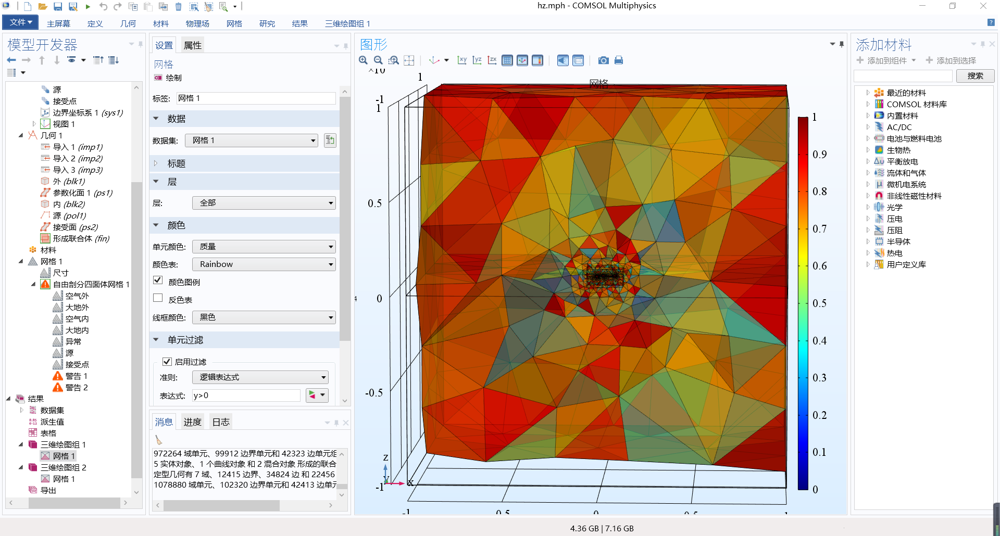 hz.mph - COMSOL Multiphysics
文件 主屏幕 定义 几何 材料 物理场 网格 研究 结果 三维绘图组 1
模型开发器
源
接受点
边界坐标系 1 (sys1)
视图 1
几何 1
导入 1 (imp1)
导入 2 (imp2)
导入 3 (imp3)
外 (blk1)
参数化面 1 (ps1)
内 (blk2)
源 (pol1)
接受面 (ps2)
形成联合体 (fin)
材料
网格 1
尺寸
自由剖分四面体网格 1
空气外
大地外
空气内
大地内
异常
源
接受点
警告 1
警告 2
结果
数据集
派生值
表格
三维绘图组 1
网格 1
三维绘图组 2
网格 1
导出
设置 属性
网格
绘制
标签: 网格 1
数据
数据集: 网格 1
标题
层
层: 全部
颜色
单元颜色: 质量
颜色表: Rainbow
颜色图例
反色表
线框颜色: 黑色
单元过滤
启用过滤
准则: 逻辑表达式
表达式: y>0
消息 进度 日志
972264 域单元、99912 边界单元和 42323 边单元组
5 实体对象、1 个曲线对象 和 2 混合对象 形成的联合
定型几何有 7 域、12415 边界、34824 边 和 22456
1078880 域单元、102320 边界单元和 42413 边单元
图形
xy yz zx
×10
网格
1
-1
1
0.5
0
-0.5
-1
4
z
y
x
-1 0.5 0 0.5 1
1
0.9
0.8
0.7
0.6
0.5
0.4
0.3
0.2
0.1
0
添加材料
添加到组件 添加到选择
搜索
最近的材料
COMSOL 材料库
内置材料
AC/DC
电池与燃料电池
生物热
平衡放电
流体和气体
微机电系统
非线性磁性材料
光学
压电
压阻
半导体
热电
用户定义库
4.36 GB | 7.16 GB